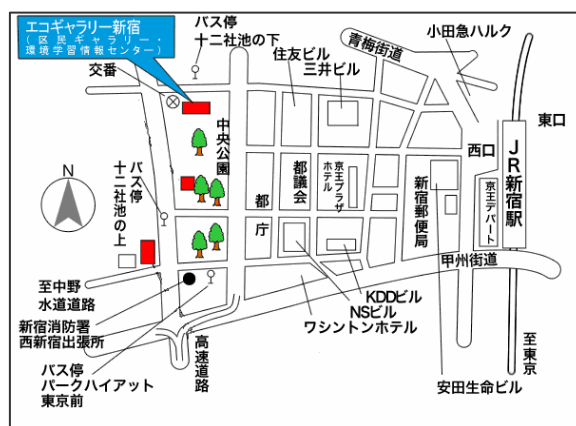 エコギャラリー新宿
(区民ギャラリー・
環境学習情報センター)
バス停
十二社池の下
交番
住友ビル
三井ビル
青梅街道
小田急ハルク
東口
西口
JR新宿駅
京王デパート
中央公園
N
バス停
十二社池の上
都議会
京王プラザ
ホテル
都庁
新宿郵便局
甲州街道
至中野
水道道路
新宿消防署
西新宿出張所
バス停
パークハイアット
東京前
高速道路
KDDビル
NSビル
ワシントンホテル
安田生命ビル
至東京